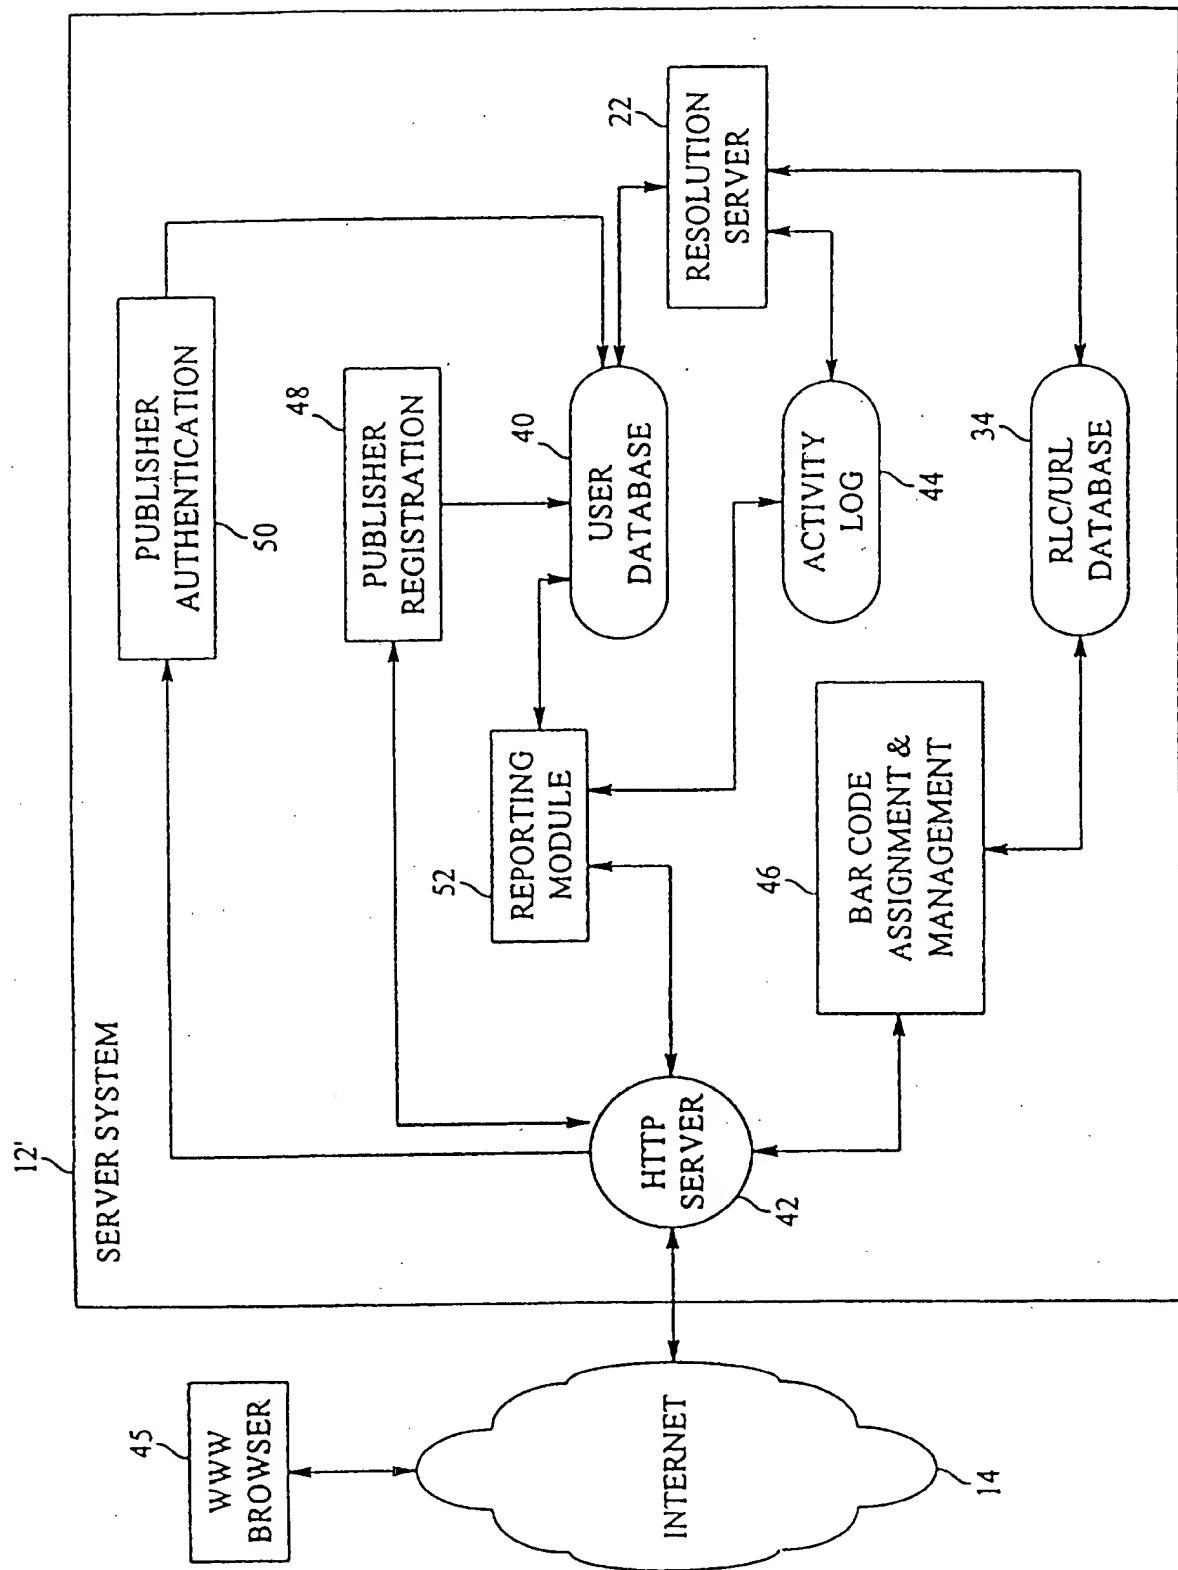 12'
SERVER SYSTEM
45
WWW
BROWSER
INTERNET
14
HTTP
SERVER
42
PUBLISHER
AUTHENTICATION
50
48
PUBLISHER
REGISTRATION
52
REPORTING
MODULE
40
USER
DATABASE
22
RESOLUTION
SERVER
ACTIVITY
LOG
44
46
BAR CODE
ASSIGNMENT &
MANAGEMENT
34
RLC/URL
DATABASE